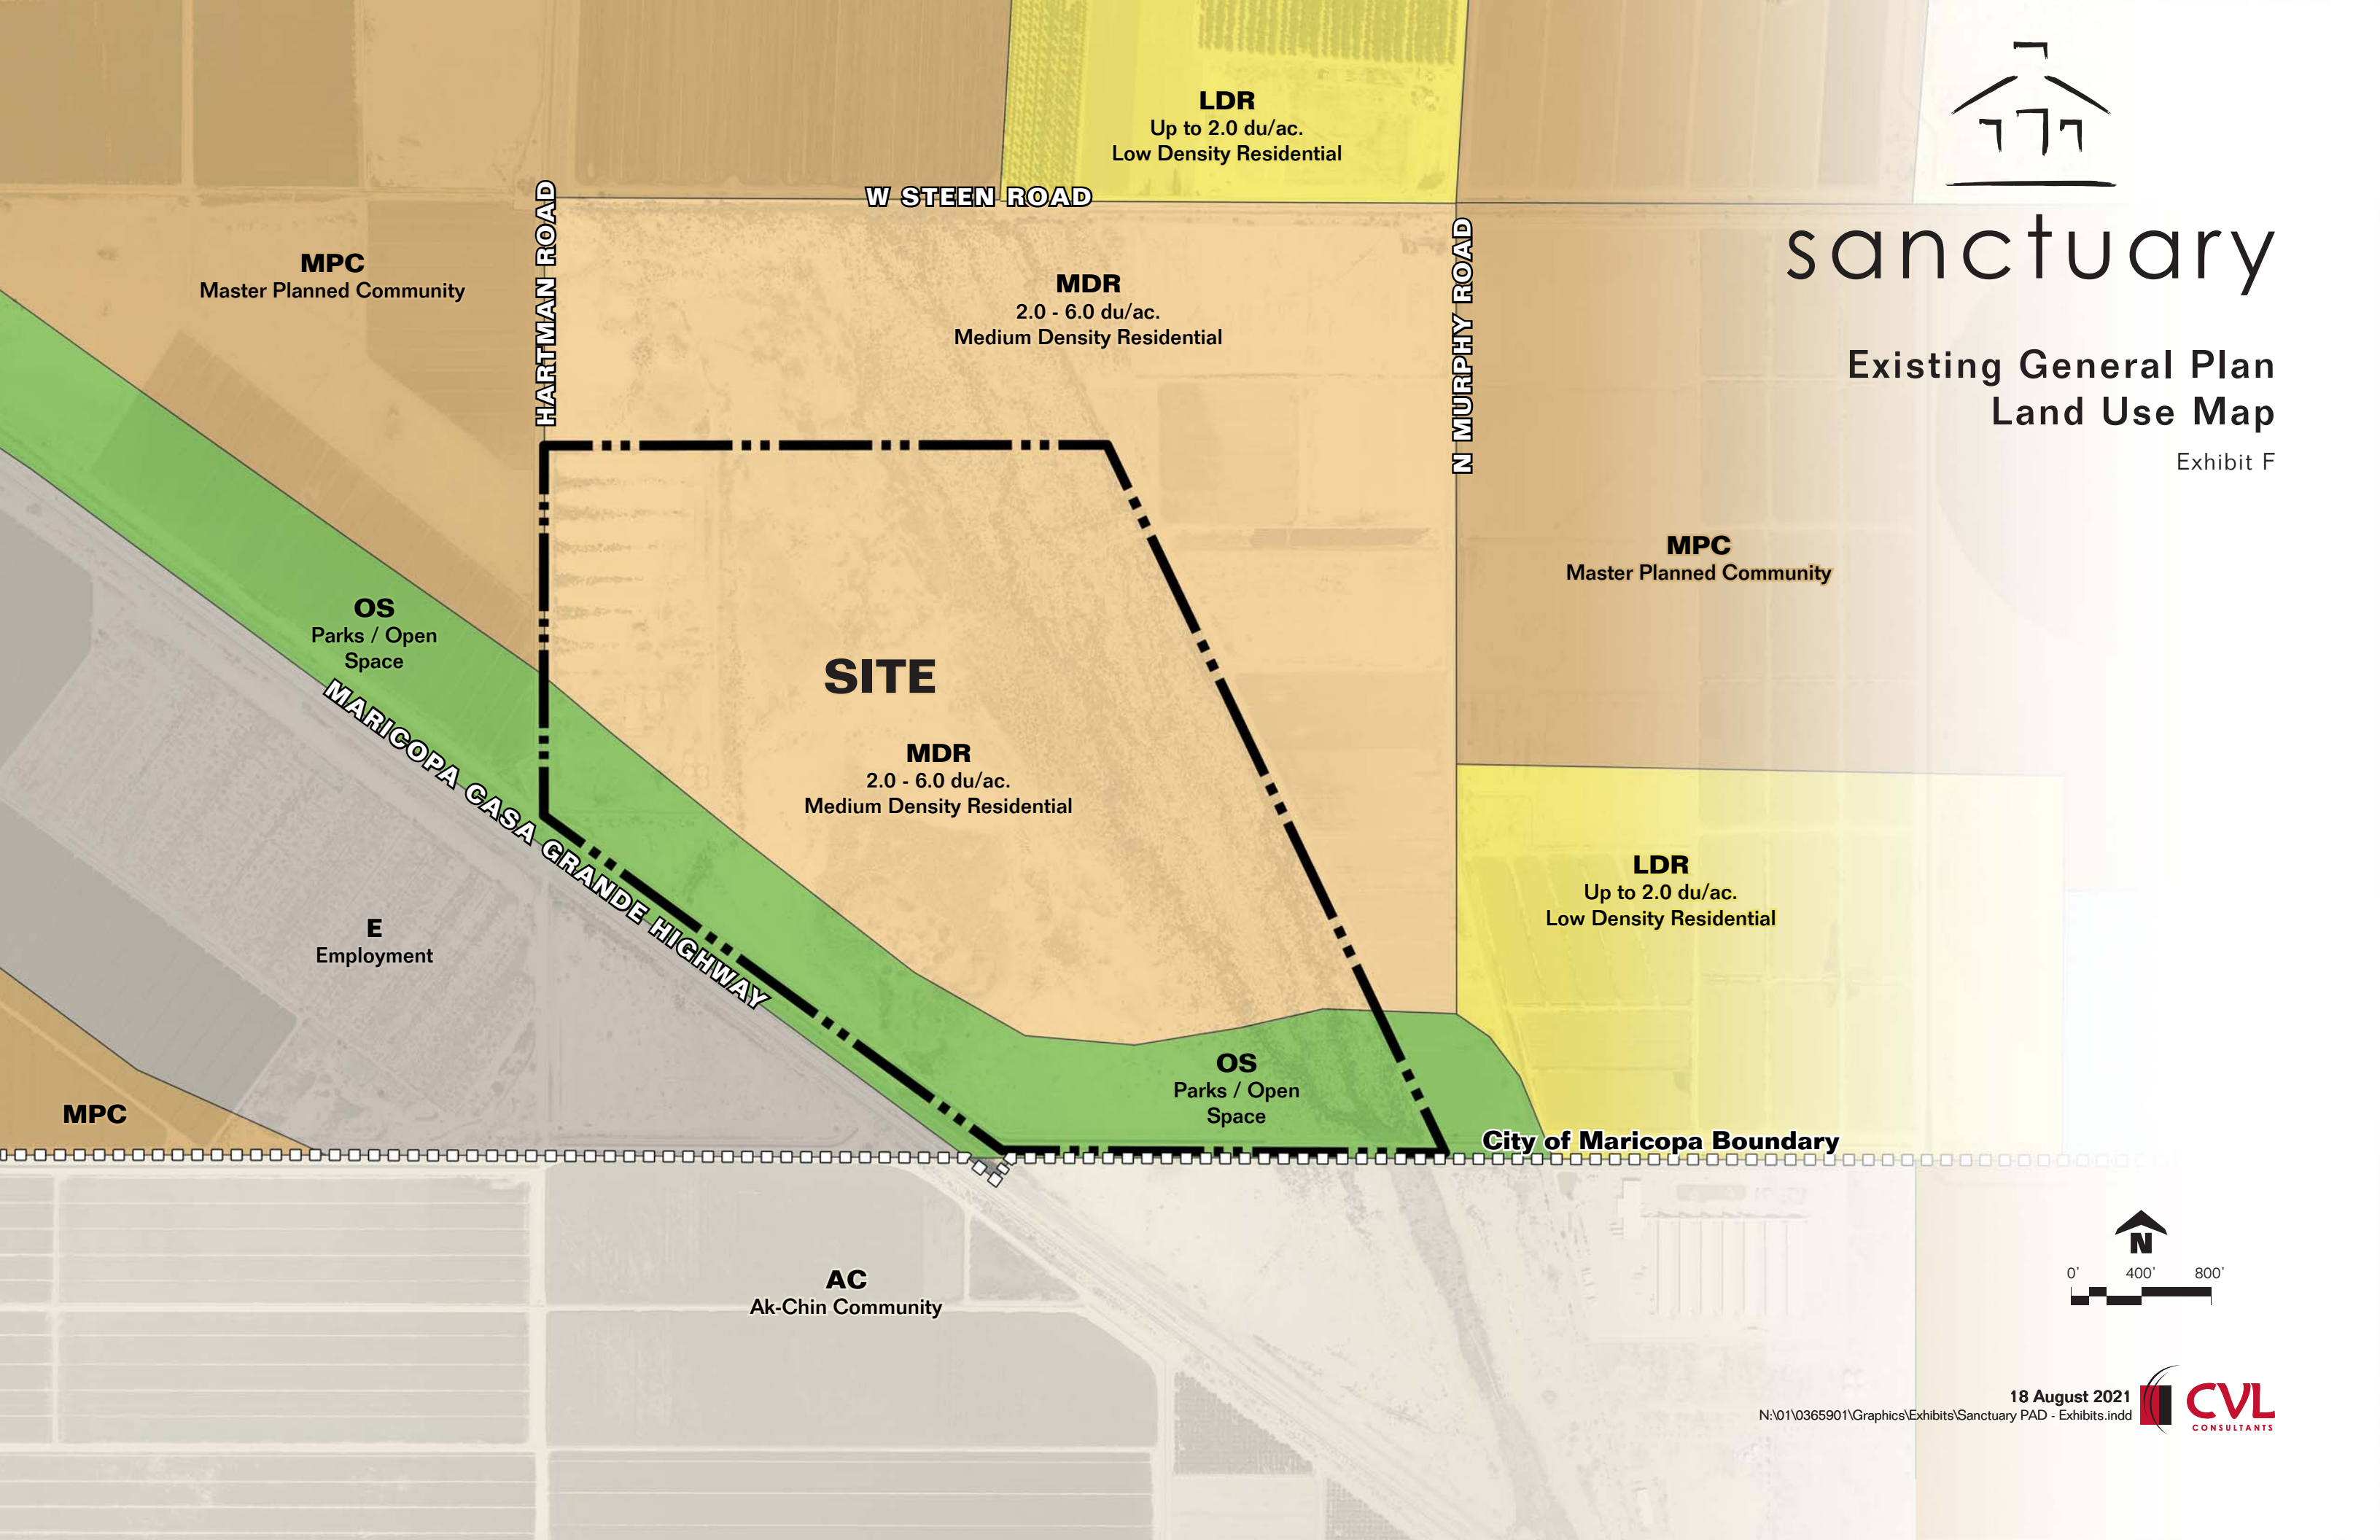 LDR
Up to 2.0 du/ac.
Low Density Residential
W STEEN ROAD
HARTMAN ROAD
N MURPHY ROAD
MPC
Master Planned Community
MDR
2.0 - 6.0 du/ac.
Medium Density Residential
sanctuary
Existing General Plan
Land Use Map
Exhibit F
MPC
Master Planned Community
OS
Parks / Open
Space
SITE
MDR
2.0 - 6.0 du/ac.
Medium Density Residential
MARICOPA CASA GRANDE HIGHWAY
LDR
Up to 2.0 du/ac.
Low Density Residential
E
Employment
OS
Parks / Open
Space
MPC
City of Maricopa Boundary
AC
Ak-Chin Community
N
0' 400' 800'
18 August 2021
N:\01\0365901\Graphics\Exhibits\Sanctuary PAD - Exhibits.indd
CVL
CONSULTANTS